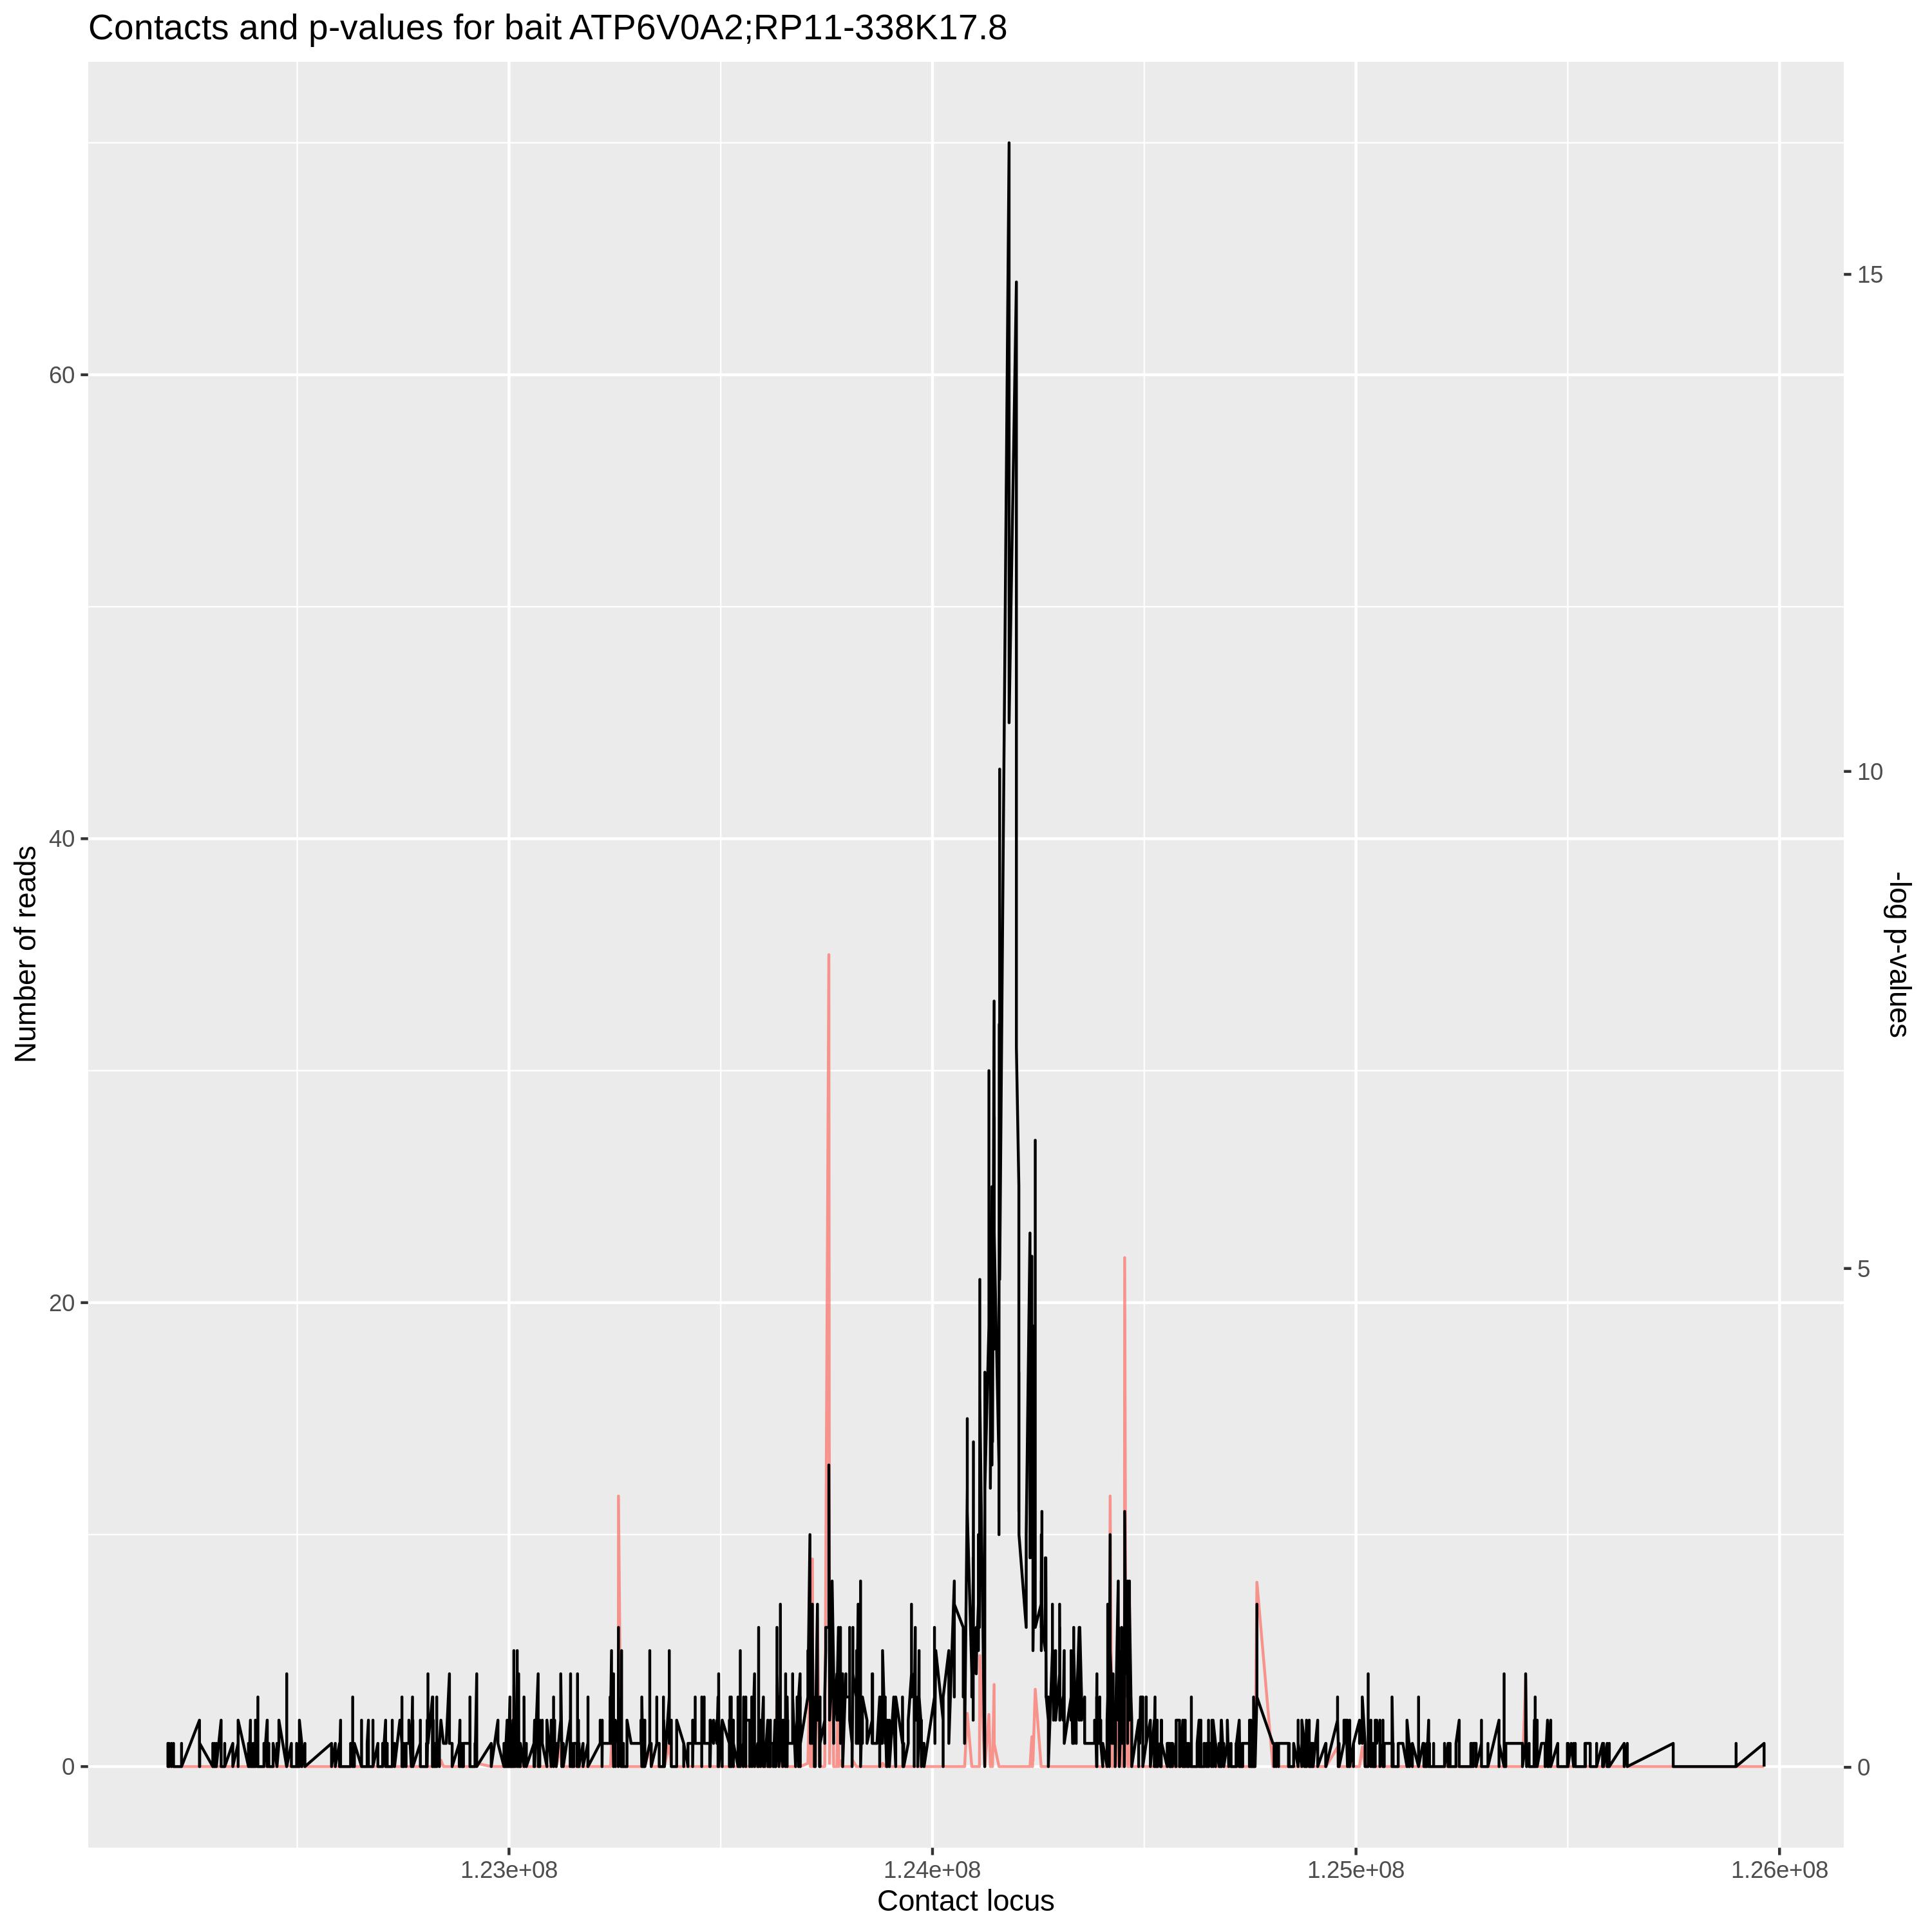 Contacts and p-values for bait ATP6V0A2;RP11-338K17.8
60
40
20
0
Number of reads
15
10
5
0
-log p-values
1.23e+08
1.24e+08
1.25e+08
1.26e+08
Contact locus